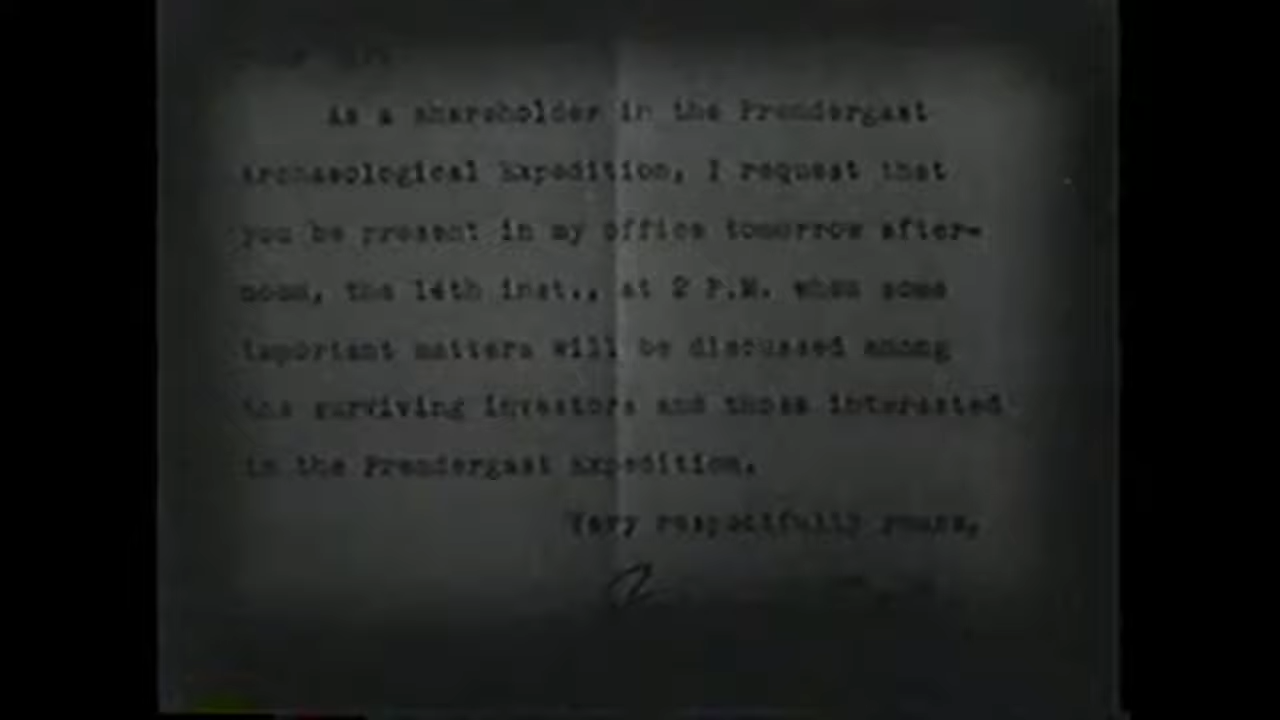 As a shareholder in the Prendergast
Archaeological Expedition, I request that
you be present in my office tomorrow after-
noon, the 14th inst., at 2 P.M. when some
important matters will be discussed among
the surviving investors and those interested
in the Prendergast Expedition.
Very respectfully yours,